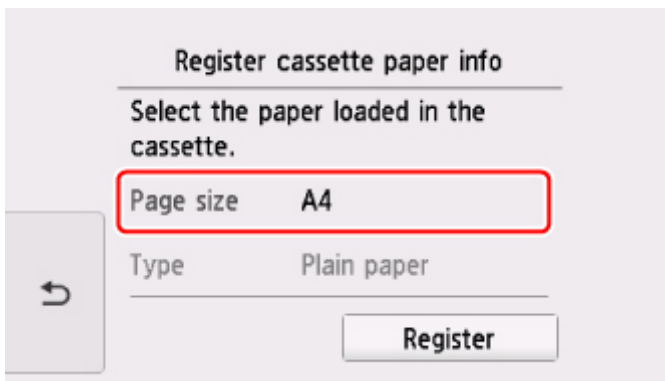 Register cassette paper info
Select the paper loaded in the
cassette.
Page size A4
Type Plain paper
Register